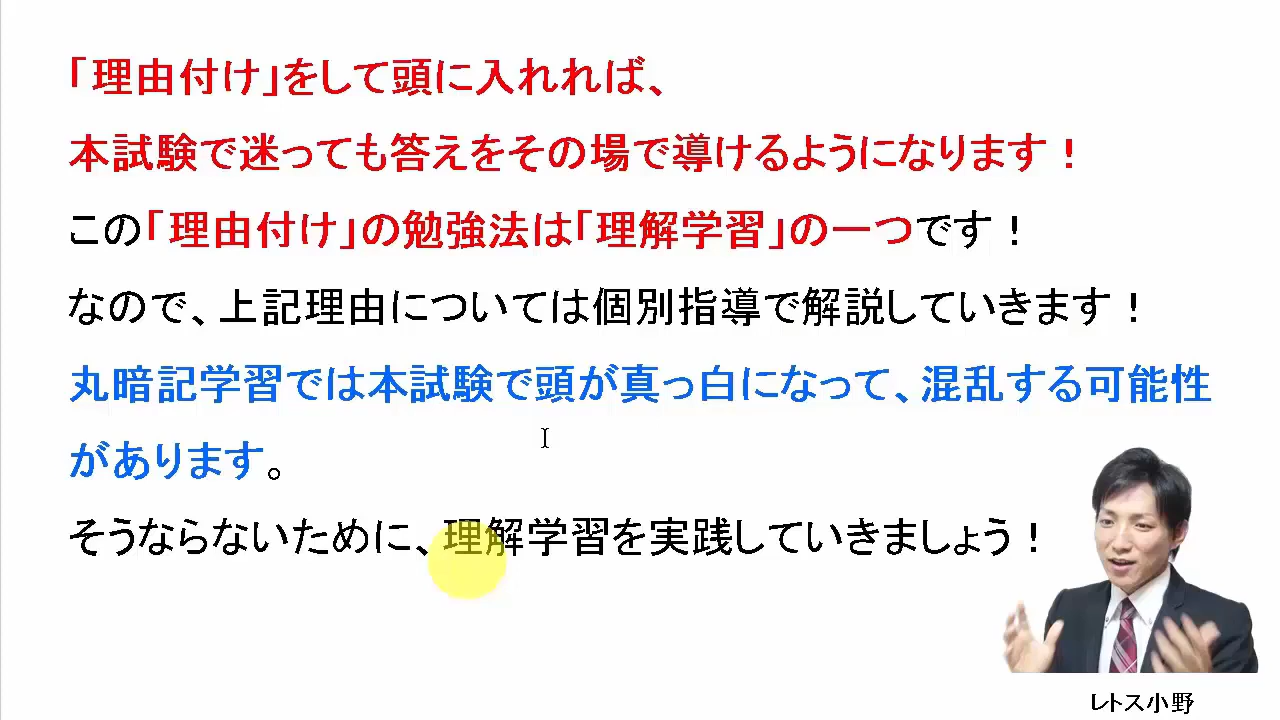 「理由付け」をして頭に入れれば、
本試験で迷っても答えをその場で導けるようになります！
この「理由付け」の勉強法は「理解学習」の一つです！
なので、上記理由については個別指導で解説していきます！
丸暗記学習では本試験で頭が真っ白になって、混乱する可能性
があります。
そうならないために、理解学習を実践していきましょう！
レトス小野